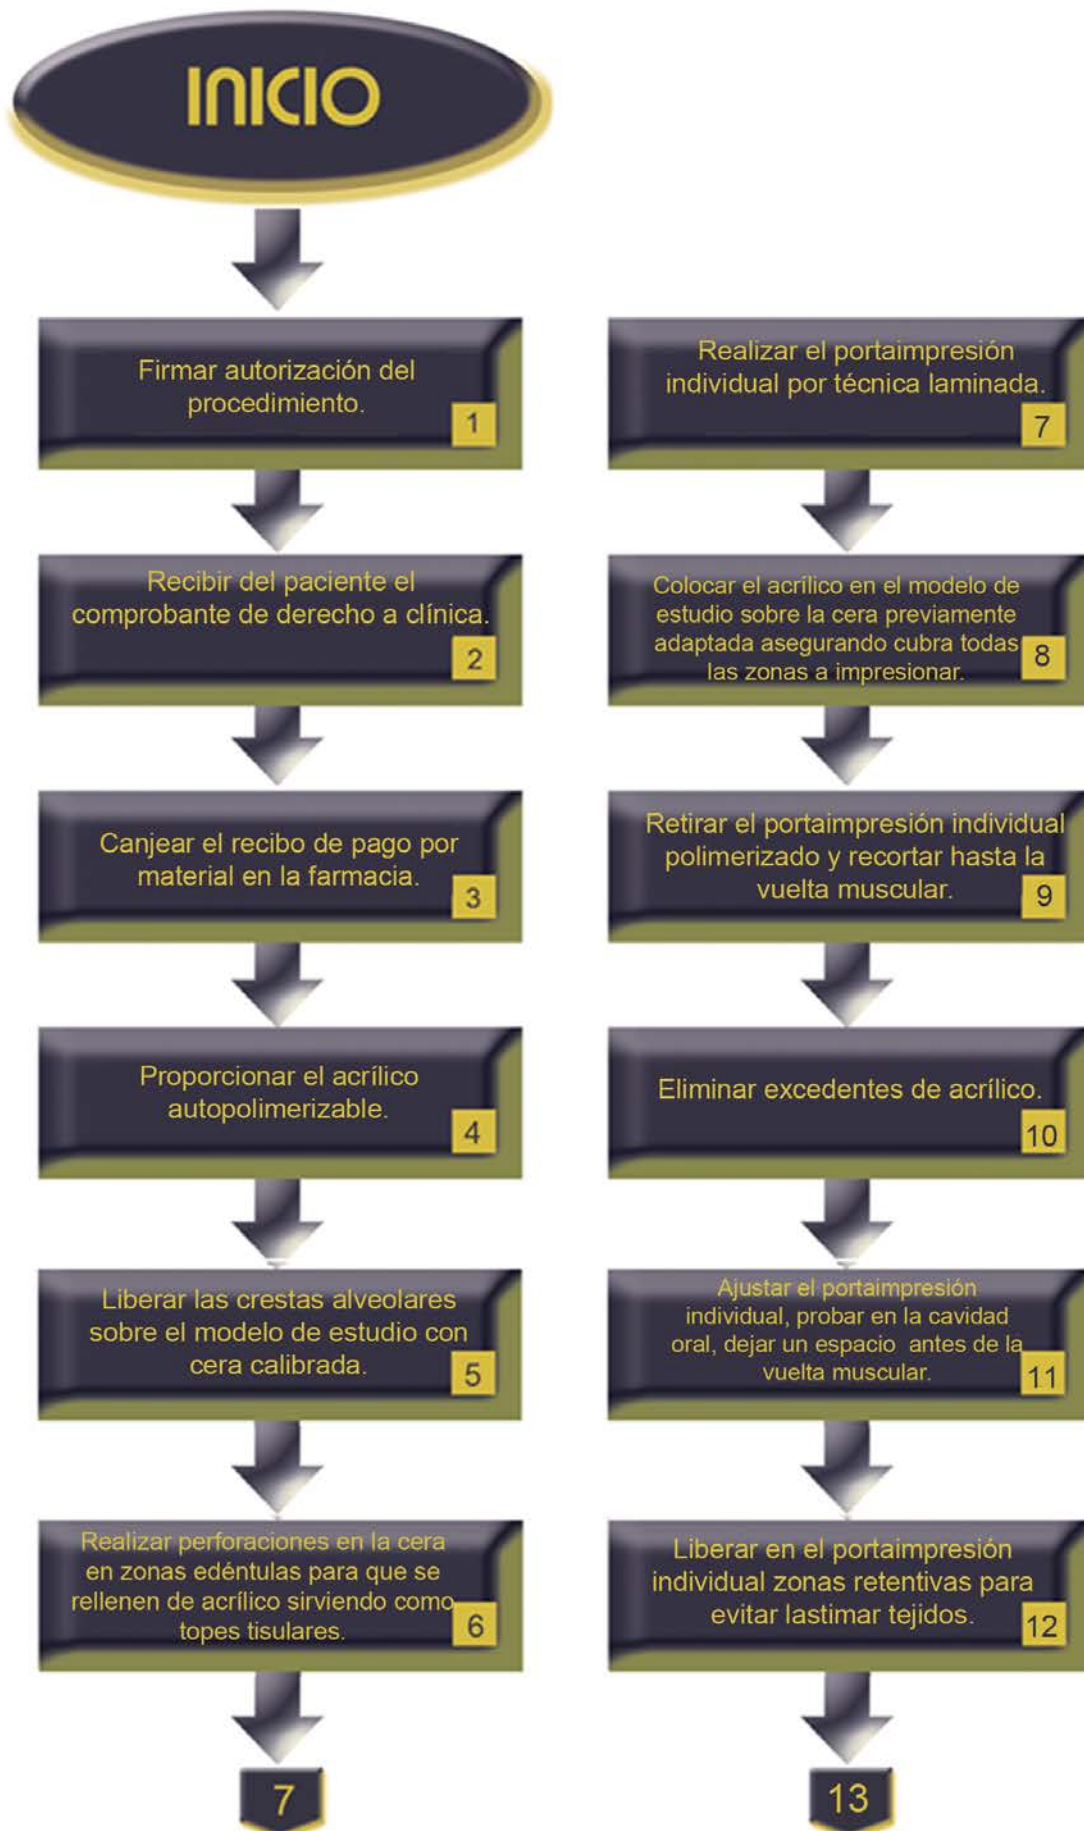 INICIO
Firmar autorización del
procedimiento.
1
Recibir del paciente el
comprobante de derecho a clínica.
2
Canjear el recibo de pago por
material en la farmacia.
3
Proporcionar el acrílico
autopolimerizable.
4
Liberar las crestas alveolares
sobre el modelo de estudio con
cera calibrada.
5
Realizar perforaciones en la cera
en zonas edéntulas para que se
rellenen de acrílico sirviendo como
topes tisulares.
6
7
Realizar el portaimpresión
individual por técnica laminada.
7
Colocar el acrílico en el modelo de
estudio sobre la cera previamente
adaptada asegurando cubra todas
las zonas a impresionar.
8
Retirar el portaimpresión individual
polimerizado y recortar hasta la
vuelta muscular.
9
Eliminar excedentes de acrílico.
10
Ajustar el portaimpresión
individual, probar en la cavidad
oral, dejar un espacio antes de la
vuelta muscular.
11
Liberar en el portaimpresión
individual zonas retentivas para
evitar lastimar tejidos.
12
13